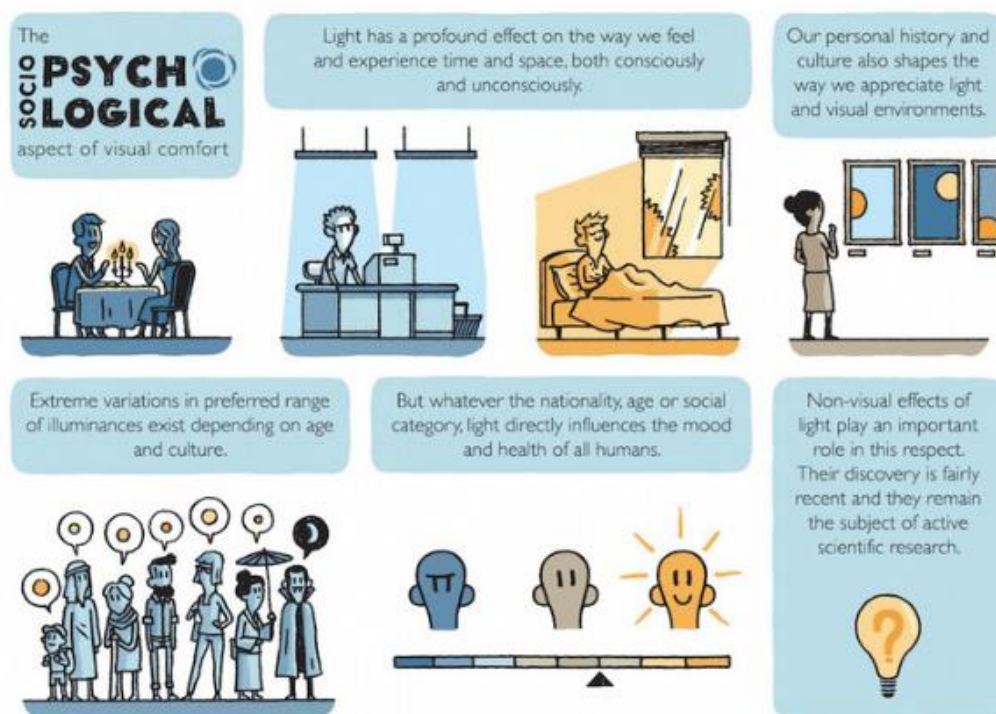 The
SOCIO PSYCHO
LOGICAL
aspect of visual comfort
Light has a profound effect on the way we feel
and experience time and space, both consciously
and unconsciously.
Our personal history and
culture also shapes the
way we appreciate light
and visual environments.
Extreme variations in preferred range
of illuminances exist depending on age
and culture.
But whatever the nationality, age or social
category, light directly influences the mood
and health of all humans.
Non-visual effects of
light play an important
role in this respect.
Their discovery is fairly
recent and they remain
the subject of active
scientific research.
?